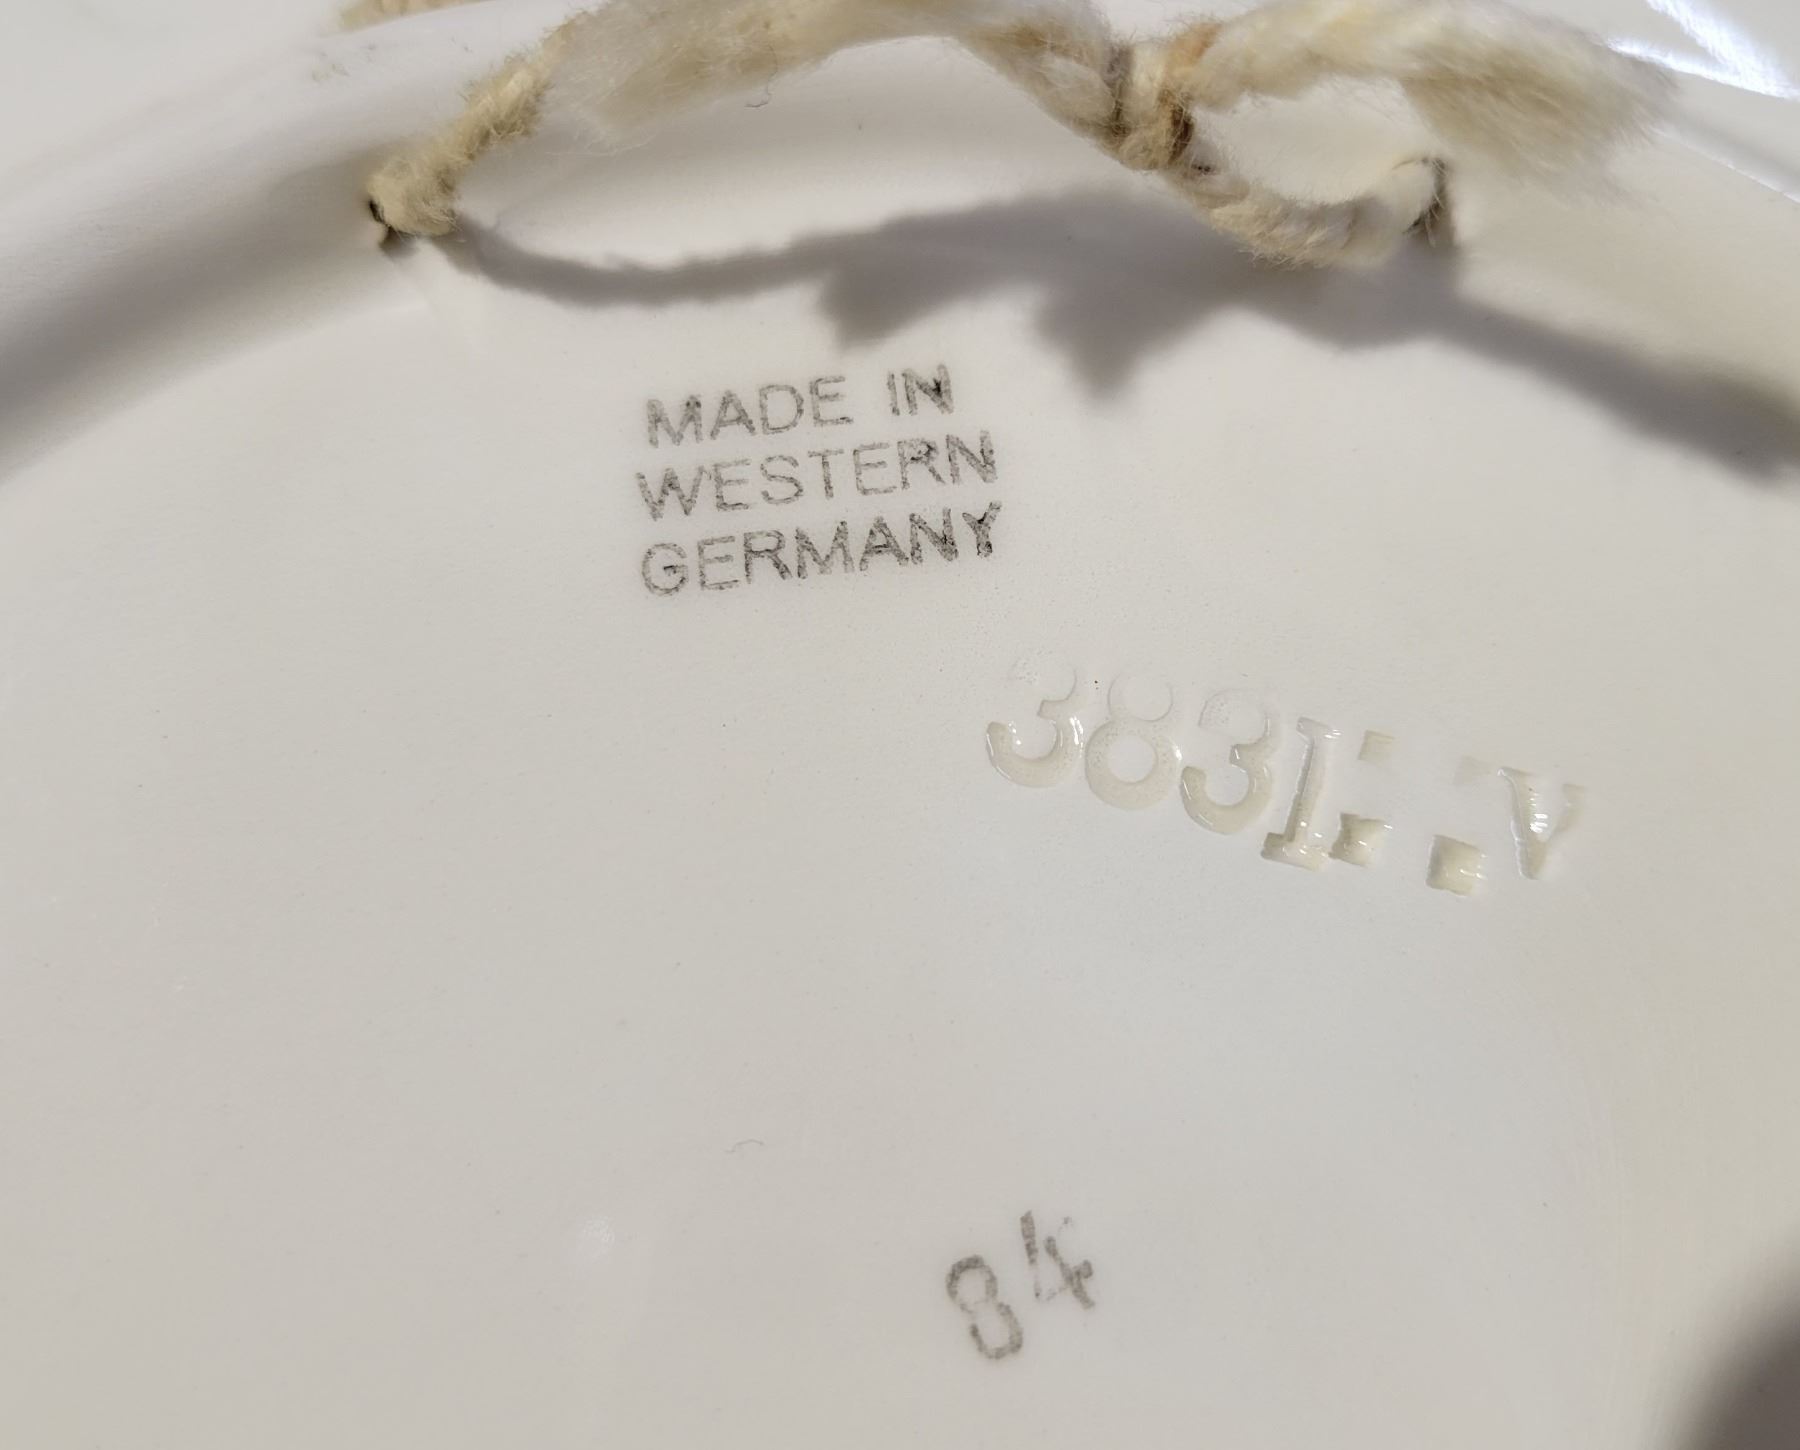 MADE IN
WESTERN
GERMANY
383I: :V
84